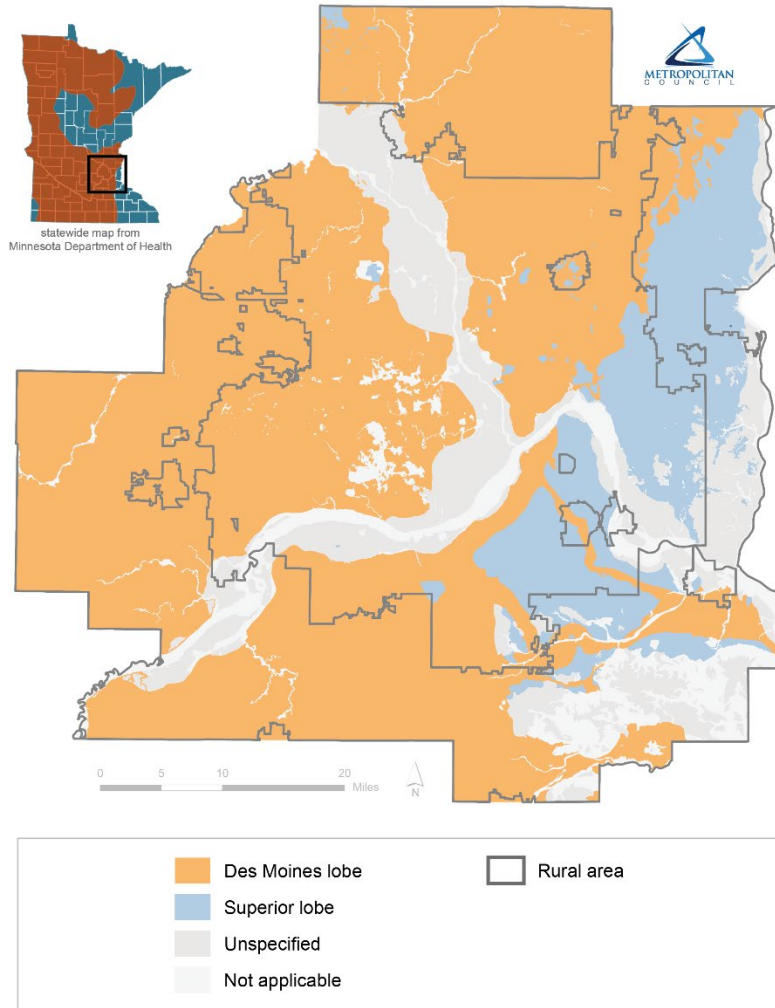 METROPOLITAN
COUNCIL
statewide map from
Minnesota Department of Health
0 5 10 20
Miles
N
Des Moines lobe
Superior lobe
Unspecified
Not applicable
Rural area